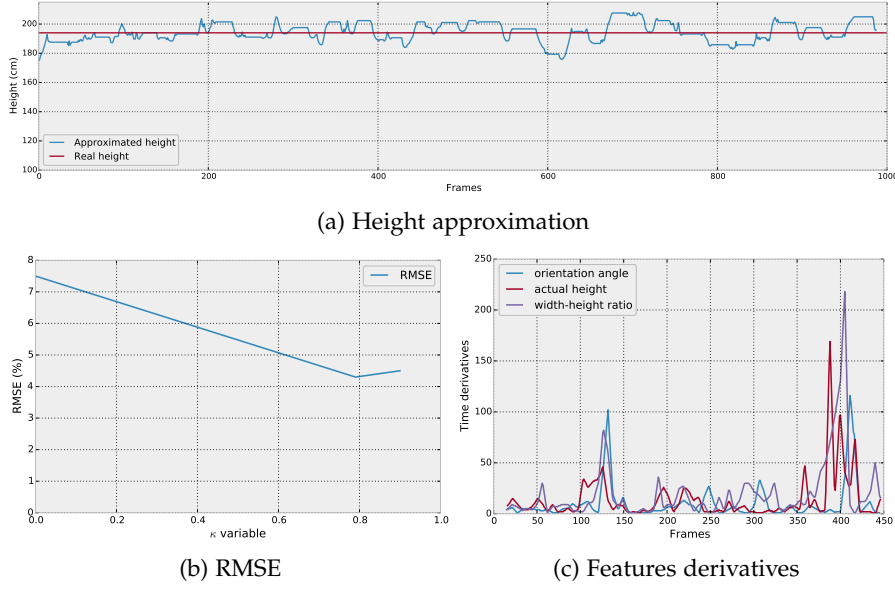 Height (cm)
200
180
160
140
120
100
Approximated height
Real height
0
200
400
600
800
1000
Frames
(a) Height approximation
RMSE (%)
8
7
6
5
4
3
2
1
0
RMSE
0.0
0.2
0.4
0.6
0.8
1.0
κ variable
(b) RMSE
Time derivatives
250
200
150
100
50
0
orientation angle
actual height
width-height ratio
0
50
100
150
200
250
300
350
400
450
Frames
(c) Features derivatives